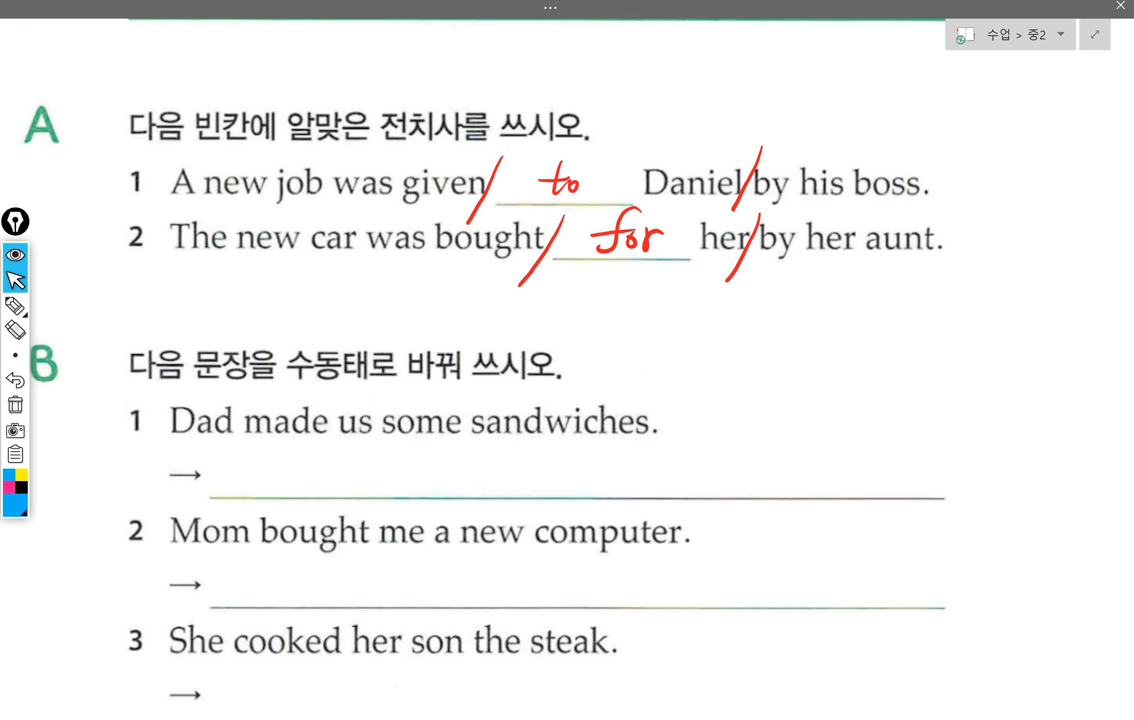 수업 > 중2
A 다음 빈칸에 알맞은 전치사를 쓰시오.
1 A new job was given/ to Daniel/by his boss.
2 The new car was bought/ for her/by her aunt.
B 다음 문장을 수동태로 바꿔 쓰시오.
1 Dad made us some sandwiches.
→
2 Mom bought me a new computer.
→
3 She cooked her son the steak.
→